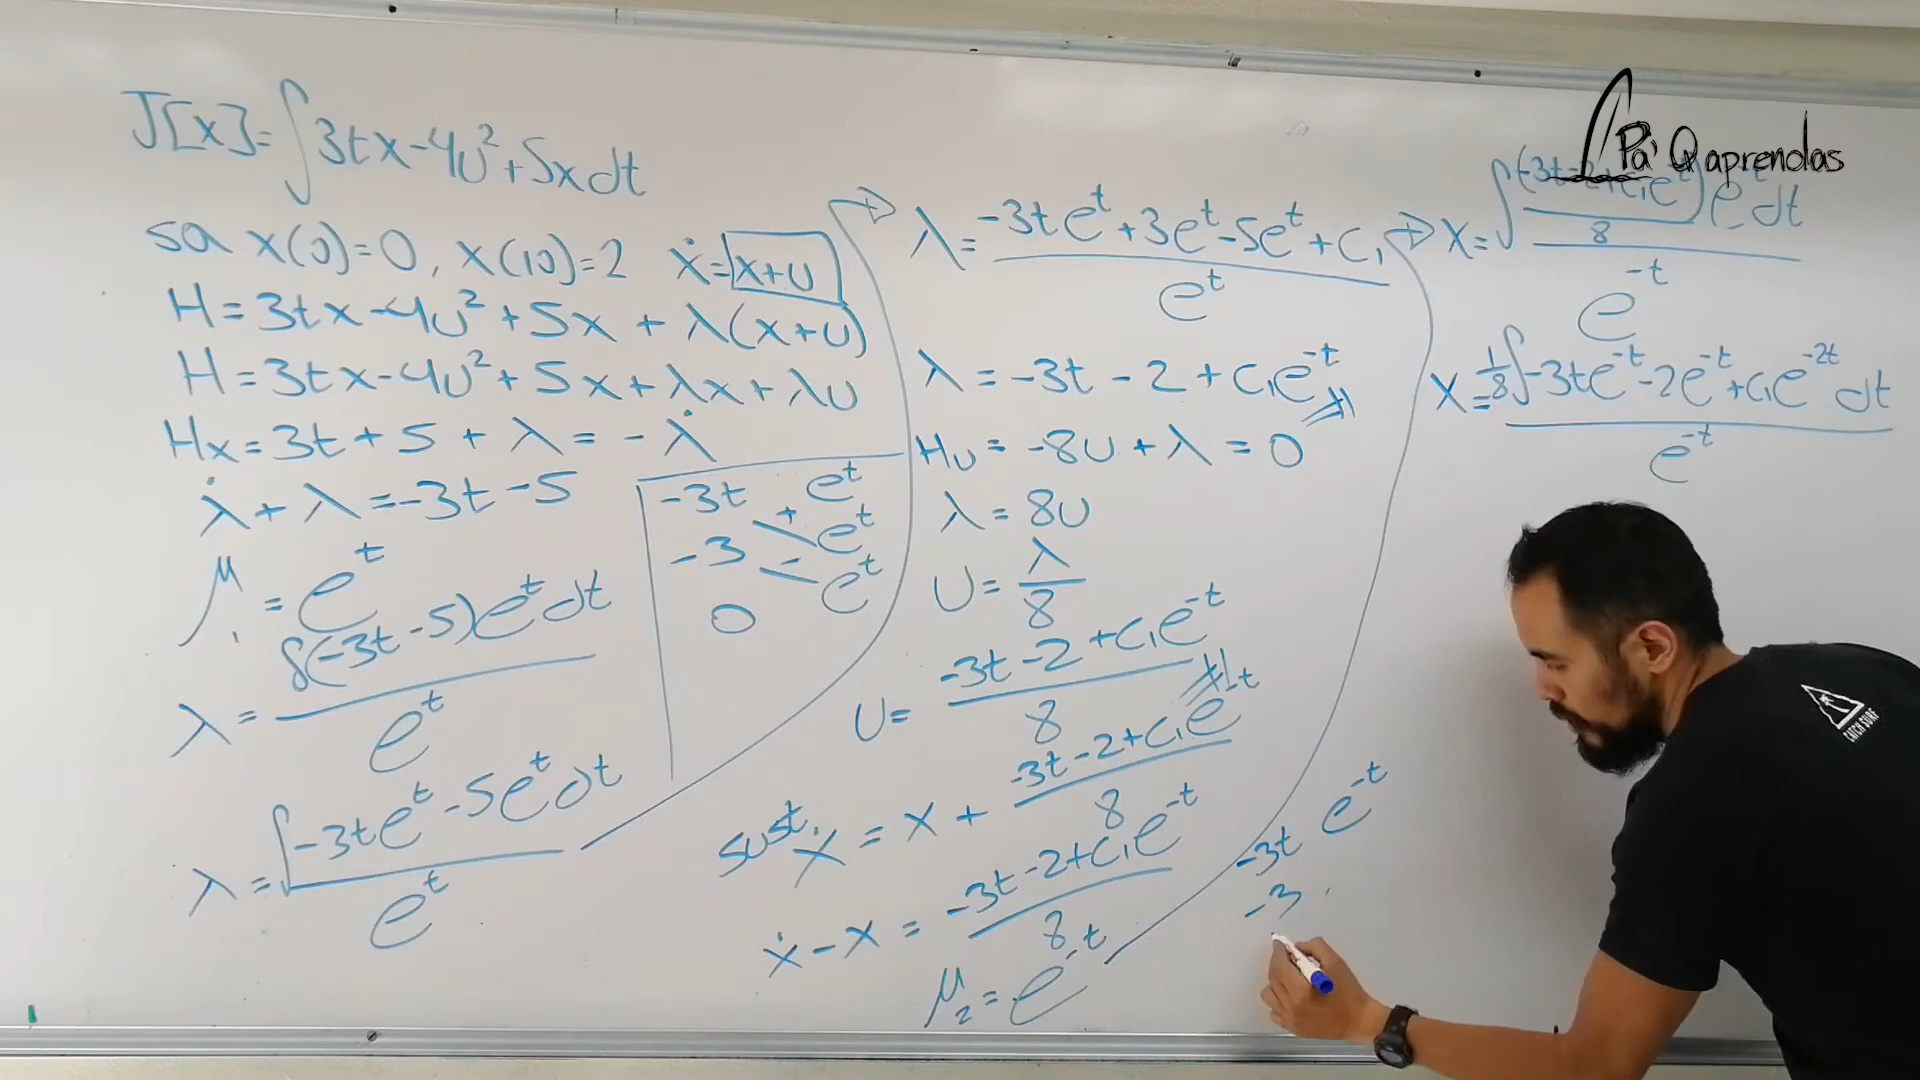 J[x]=∫3tx-4u²+5x dt
sa x(0)=0, x(10)=2 ẋ=x+u
H=3tx-4u²+5x+λ(x+u)
H=3tx-4u²+5x+λx+λu
Hx=3t+5+λ=-λ̇
λ̇+λ=-3t-5
μ₁=e^t
λ=∫(-3t-5)e^t dt / e^t
λ=∫-3te^t-5e^t dt / e^t
-3t e^t
-3 + e^t
0 - e^t
λ=-3te^t+3e^t-5e^t+c₁ / e^t
λ=-3t-2+c₁e^-t
Hu=-8u+λ=0
λ=8u
u=λ/8
u=-3t-2+c₁e^-t / 8
sust. ẋ=x+ -3t-2+c₁e^-t / 8
ẋ-x=-3t-2+c₁e^-t / 8
μ₂=e^-t
-3t e^-t
-3
Pa' Q aprendas
x=∫(-3t-2+c₁e^-t / 8)e^-t dt / e^-t
x=1/8∫-3te^-t-2e^-t+c₁e^-2t dt / e^-t
CATCH SURF